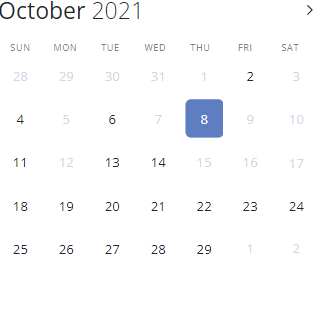 October 2021
SUN MON TUE WED THU FRI SAT
28 29 30 31 1 2 3
4 5 6 7 8 9 10
11 12 13 14 15 16 17
18 19 20 21 22 23 24
25 26 27 28 29 1 2